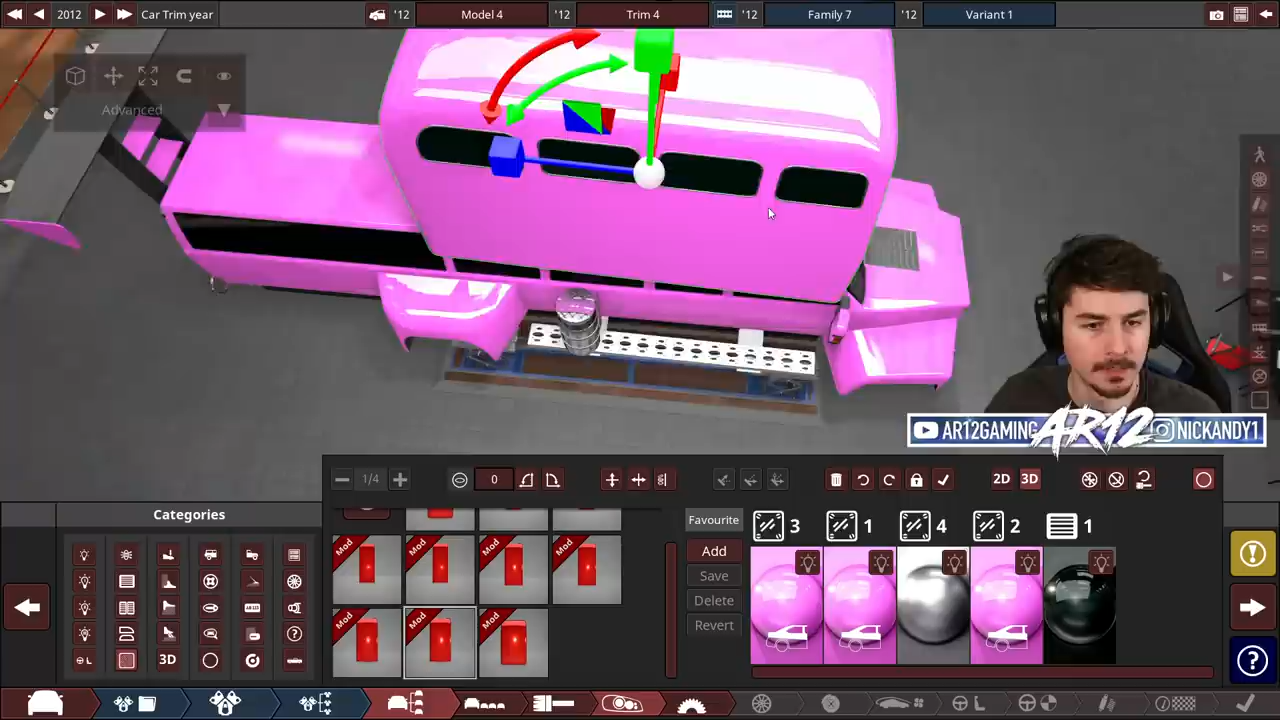 2012
Car Trim year
'12
Model 4
'12
Trim 4
'12
Family 7
'12
Variant 1
Advanced
AR12GAMING
AR12
NICKANDY1
1/4
0
2D
3D
Categories
Favourite
3
1
4
2
1
Mod
Mod
Mod
Mod
Add
Save
Delete
Revert
Mod
Mod
Mod
L
3D